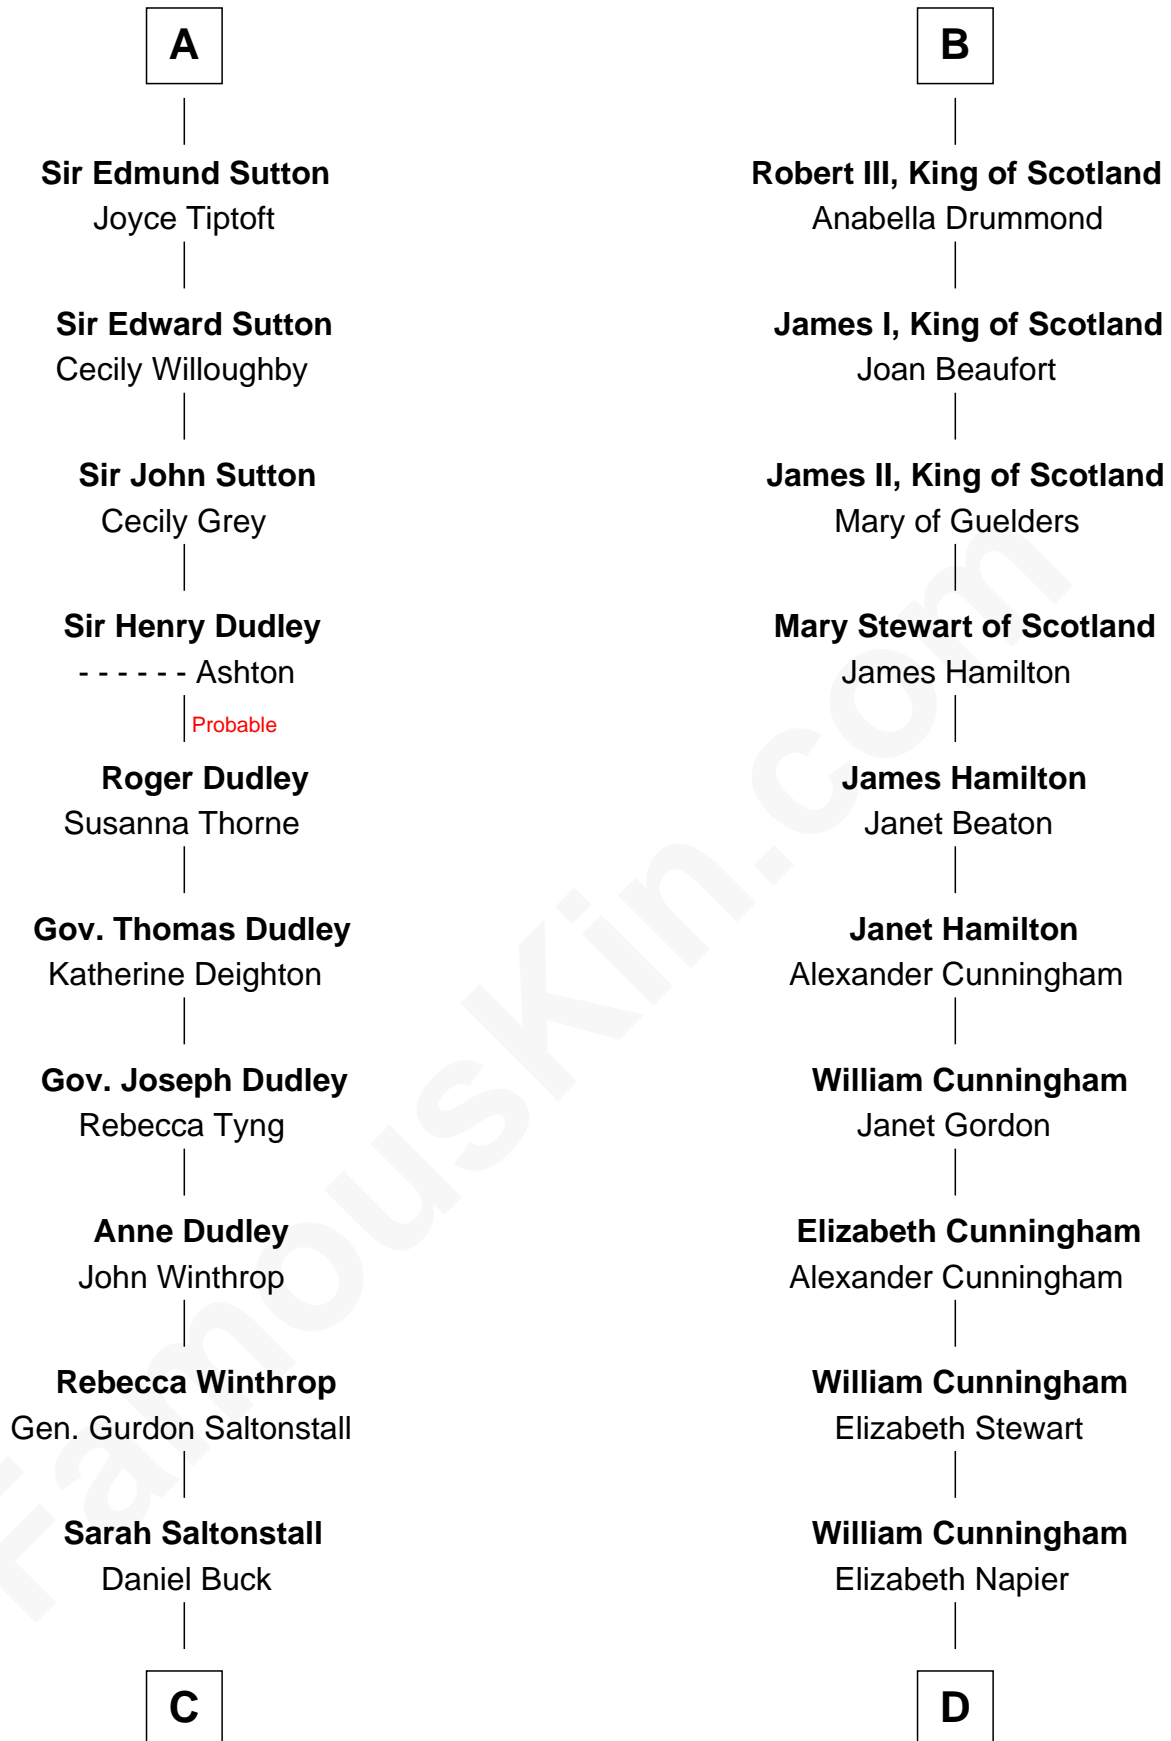 A
Sir Edmund Sutton
Joyce Tiptoft
Sir Edward Sutton
Cecily Willoughby
Sir John Sutton
Cecily Grey
Sir Henry Dudley
- - - - - - Ashton
Probable
Roger Dudley
Susanna Thorne
Gov. Thomas Dudley
Katherine Deighton
Gov. Joseph Dudley
Rebecca Tyng
Anne Dudley
John Winthrop
Rebecca Winthrop
Gen. Gurdon Saltonstall
Sarah Saltonstall
Daniel Buck
C
B
Robert III, King of Scotland
Anabella Drummond
James I, King of Scotland
Joan Beaufort
James II, King of Scotland
Mary of Guelders
Mary Stewart of Scotland
James Hamilton
James Hamilton
Janet Beaton
Janet Hamilton
Alexander Cunningham
William Cunningham
Janet Gordon
Elizabeth Cunningham
Alexander Cunningham
William Cunningham
Elizabeth Stewart
William Cunningham
Elizabeth Napier
D
FamousKin.com